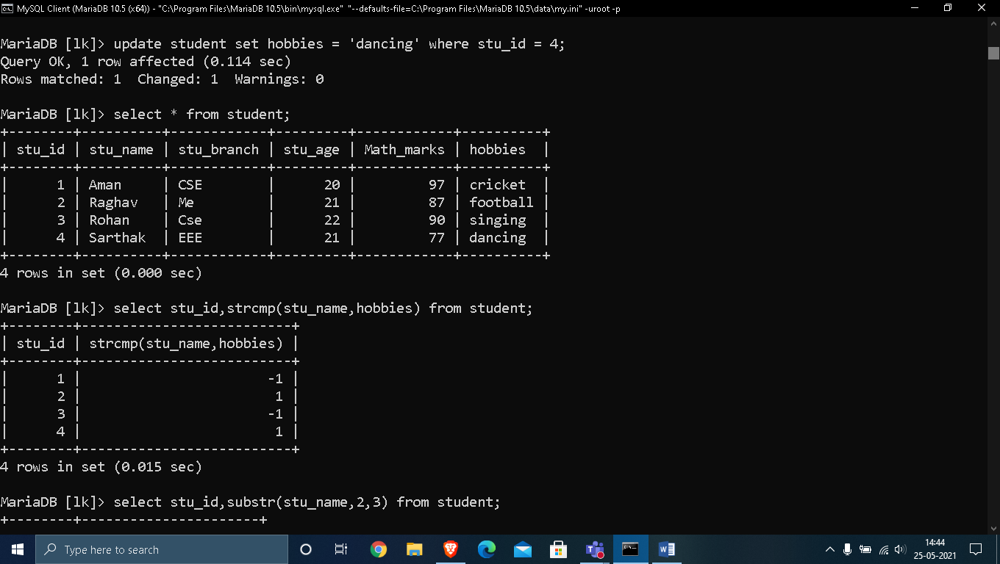 MySQL Client (MariaDB 10.5 (x64)) - "C:\Program Files\MariaDB 10.5\bin\mysql.exe" "--defaults-file=C:\Program Files\MariaDB 10.5\data\my.ini" -uroot -p
MariaDB [lk]> update student set hobbies = 'dancing' where stu_id = 4;
Query OK, 1 row affected (0.114 sec)
Rows matched: 1  Changed: 1  Warnings: 0
MariaDB [lk]> select * from student;
+--------+----------+------------+---------+------------+----------+
| stu_id | stu_name | stu_branch | stu_age | Math_marks | hobbies  |
+--------+----------+------------+---------+------------+----------+
|      1 | Aman     | CSE        |      20 |         97 | cricket  |
|      2 | Raghav   | Me         |      21 |         87 | football |
|      3 | Rohan    | Cse        |      22 |         90 | singing  |
|      4 | Sarthak  | EEE        |      21 |         77 | dancing  |
+--------+----------+------------+---------+------------+----------+
4 rows in set (0.000 sec)
MariaDB [lk]> select stu_id,strcmp(stu_name,hobbies) from student;
+--------+--------------------------+
| stu_id | strcmp(stu_name,hobbies) |
+--------+--------------------------+
|      1 |                       -1 |
|      2 |                        1 |
|      3 |                       -1 |
|      4 |                        1 |
+--------+--------------------------+
4 rows in set (0.015 sec)
MariaDB [lk]> select stu_id,substr(stu_name,2,3) from student;
+--------+----------------------+
Type here to search
14:44
25-05-2021